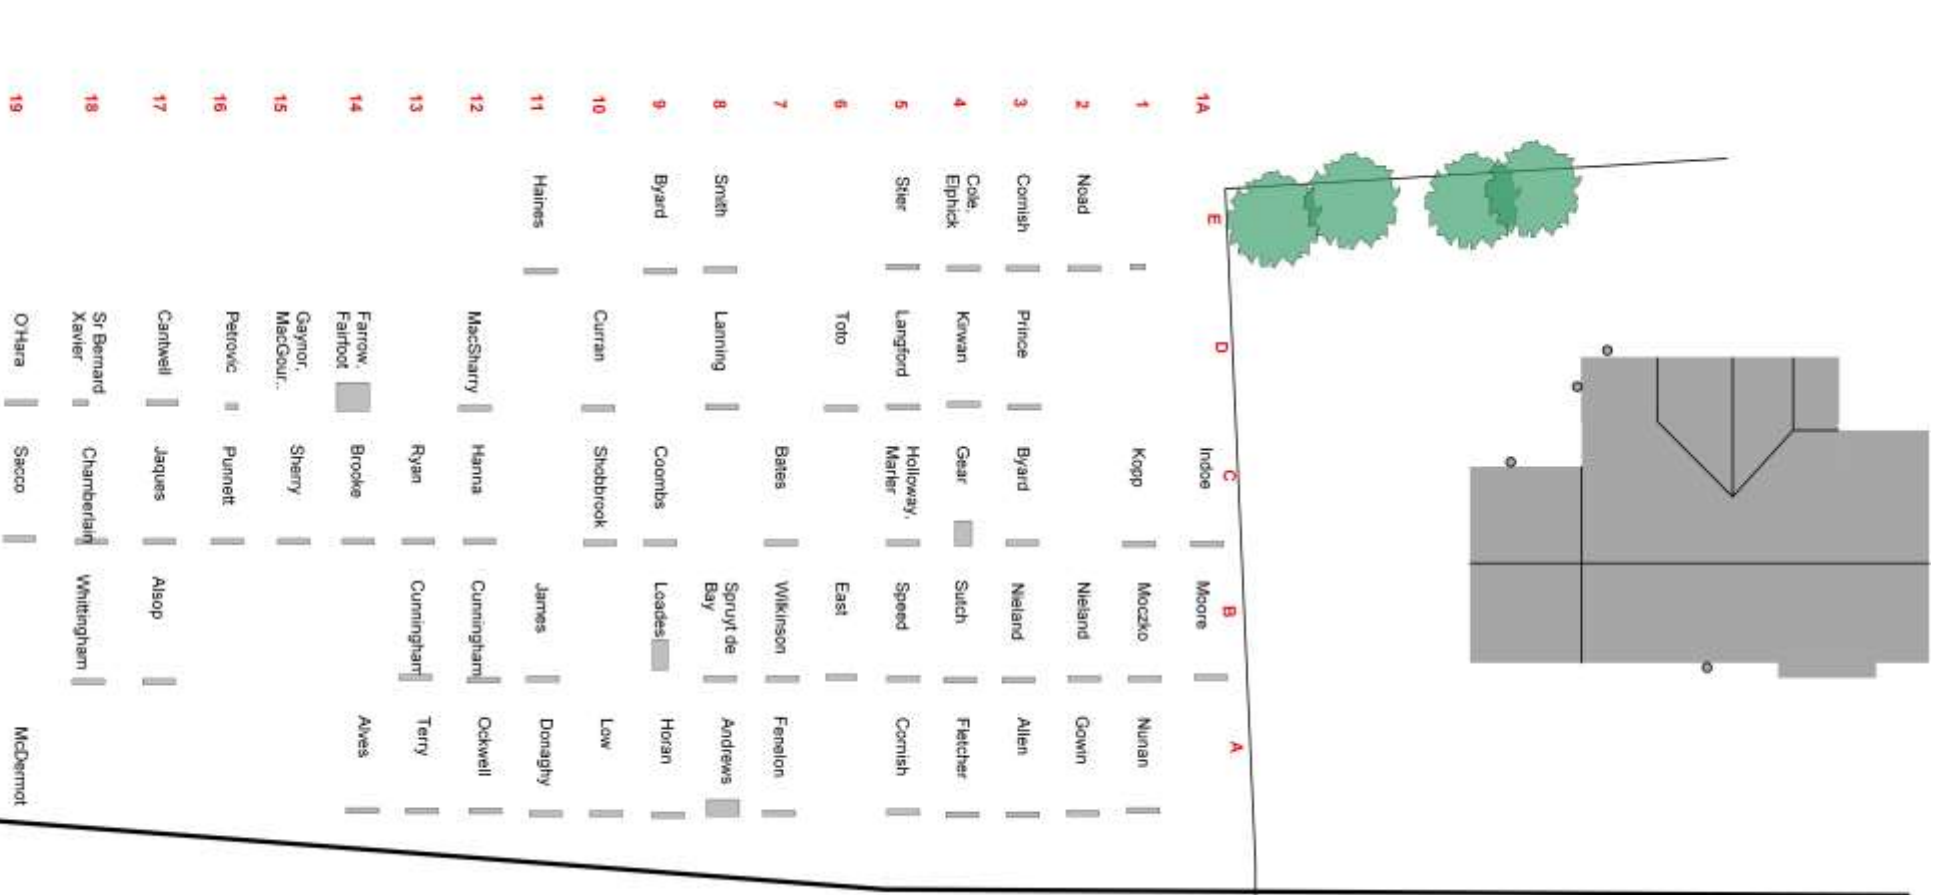 E D C B A
1A Indoe Moore
1 Kopp Moczko Nunan
2 Noad Nieland Gowin
3 Cornish Prince Byard Nieland Allen
4 Cole, Elphick Kirwan Gear Sutch Fletcher
5 Stier Langford Holloway, Marler Speed Cornish
6 Toto East
7 Bates Wilkinson Fenelon
8 Smith Lanning Spruyt de Bay Andrews
9 Byard Coombs Loades Horan
10 Curran Shobbrook Low
11 Haines James Donaghy
12 MacSharry Hanna Cunningham Ockwell
13 Ryan Cunningham Terry
14 Farrow, Fairfoot Brooke Alves
15 Gaynor, MacGour.. Sherry
16 Petrovic Punnett
17 Cantwell Jaques Alsop
18 Sr Bernard Xavier Chamberlain Whittingham
19 O'Hara Sacco McDermot